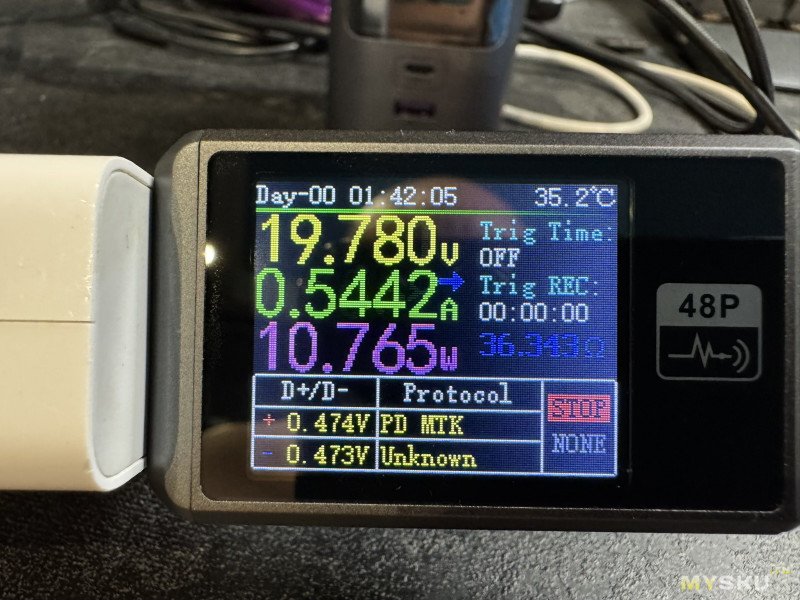 Day-00 01:42:05 35.2℃
19.780V
Trig Time:
OFF
0.5442A
Trig REC:
00:00:00
10.765W
36.343Ω
D+/D- Protocol
+ 0.474V PD MTK
STOP
- 0.473V Unknown
NONE
48P
MYSKU